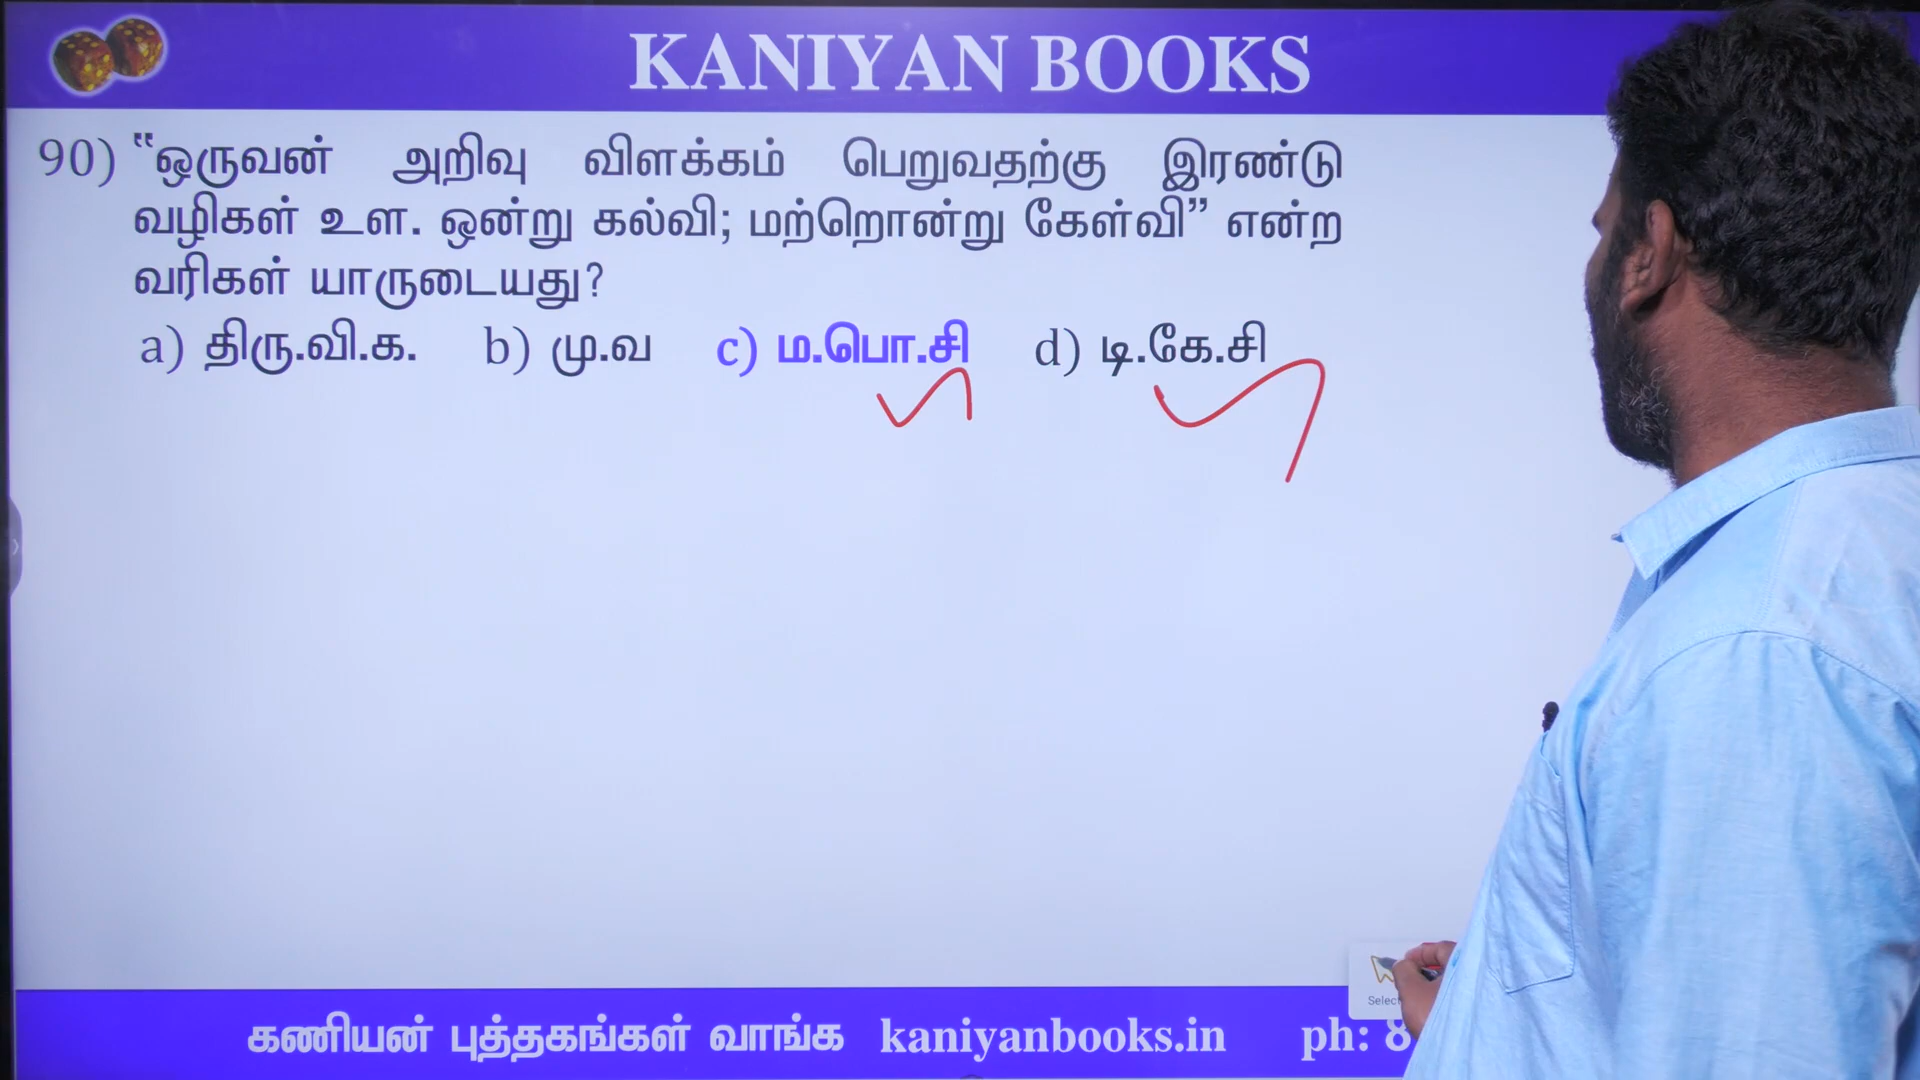 KANIYAN BOOKS
90) "ஒருவன் அறிவு விளக்கம் பெறுவதற்கு இரண்டு
வழிகள் உள. ஒன்று கல்வி; மற்றொன்று கேள்வி” என்ற
வரிகள் யாருடையது?
a) திரு.வி.க. b) மு.வ c) ம.பொ.சி d) டி.கே.சி
Select
கணியன் புத்தகங்கள் வாங்க kaniyanbooks.in ph: 8